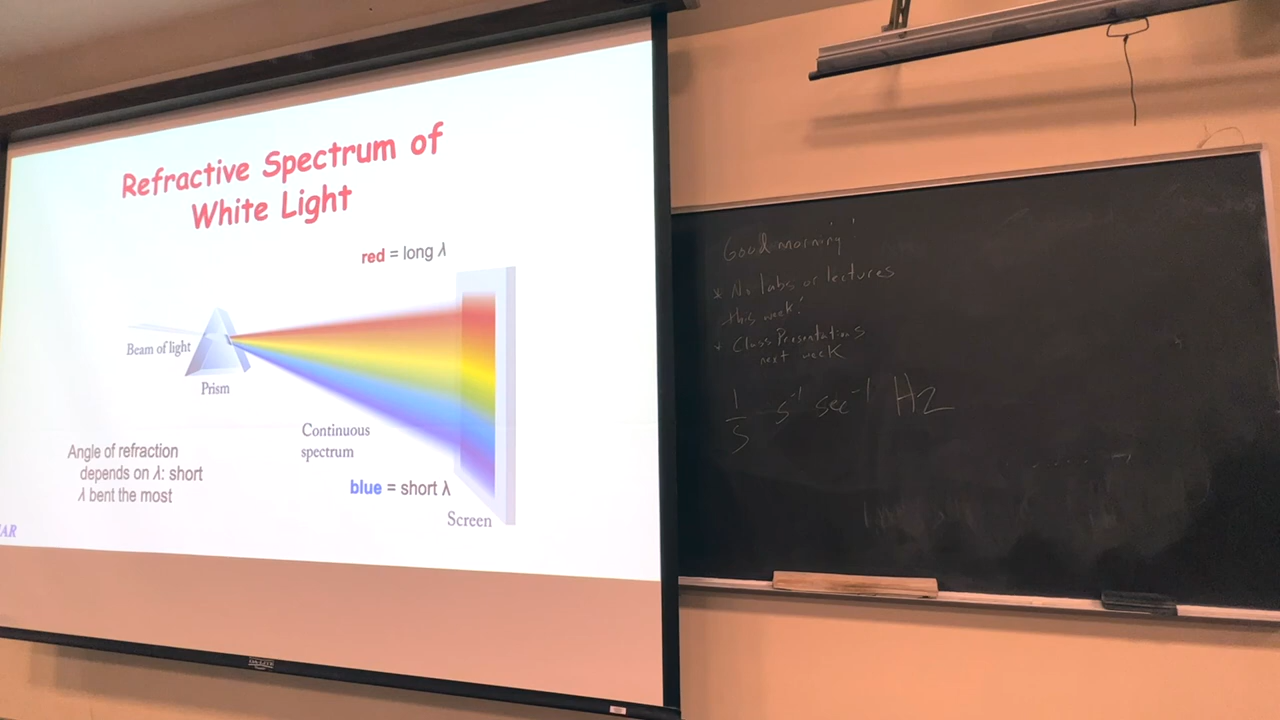 Refractive Spectrum of
White Light
red = long λ
Beam of light
Prism
Continuous
spectrum
Angle of refraction
depends on λ: short
λ bent the most
blue = short λ
Screen
Good morning!
* No labs or lectures
this week!
* Class Presentations
next week
1/s s⁻¹ sec⁻¹ Hz